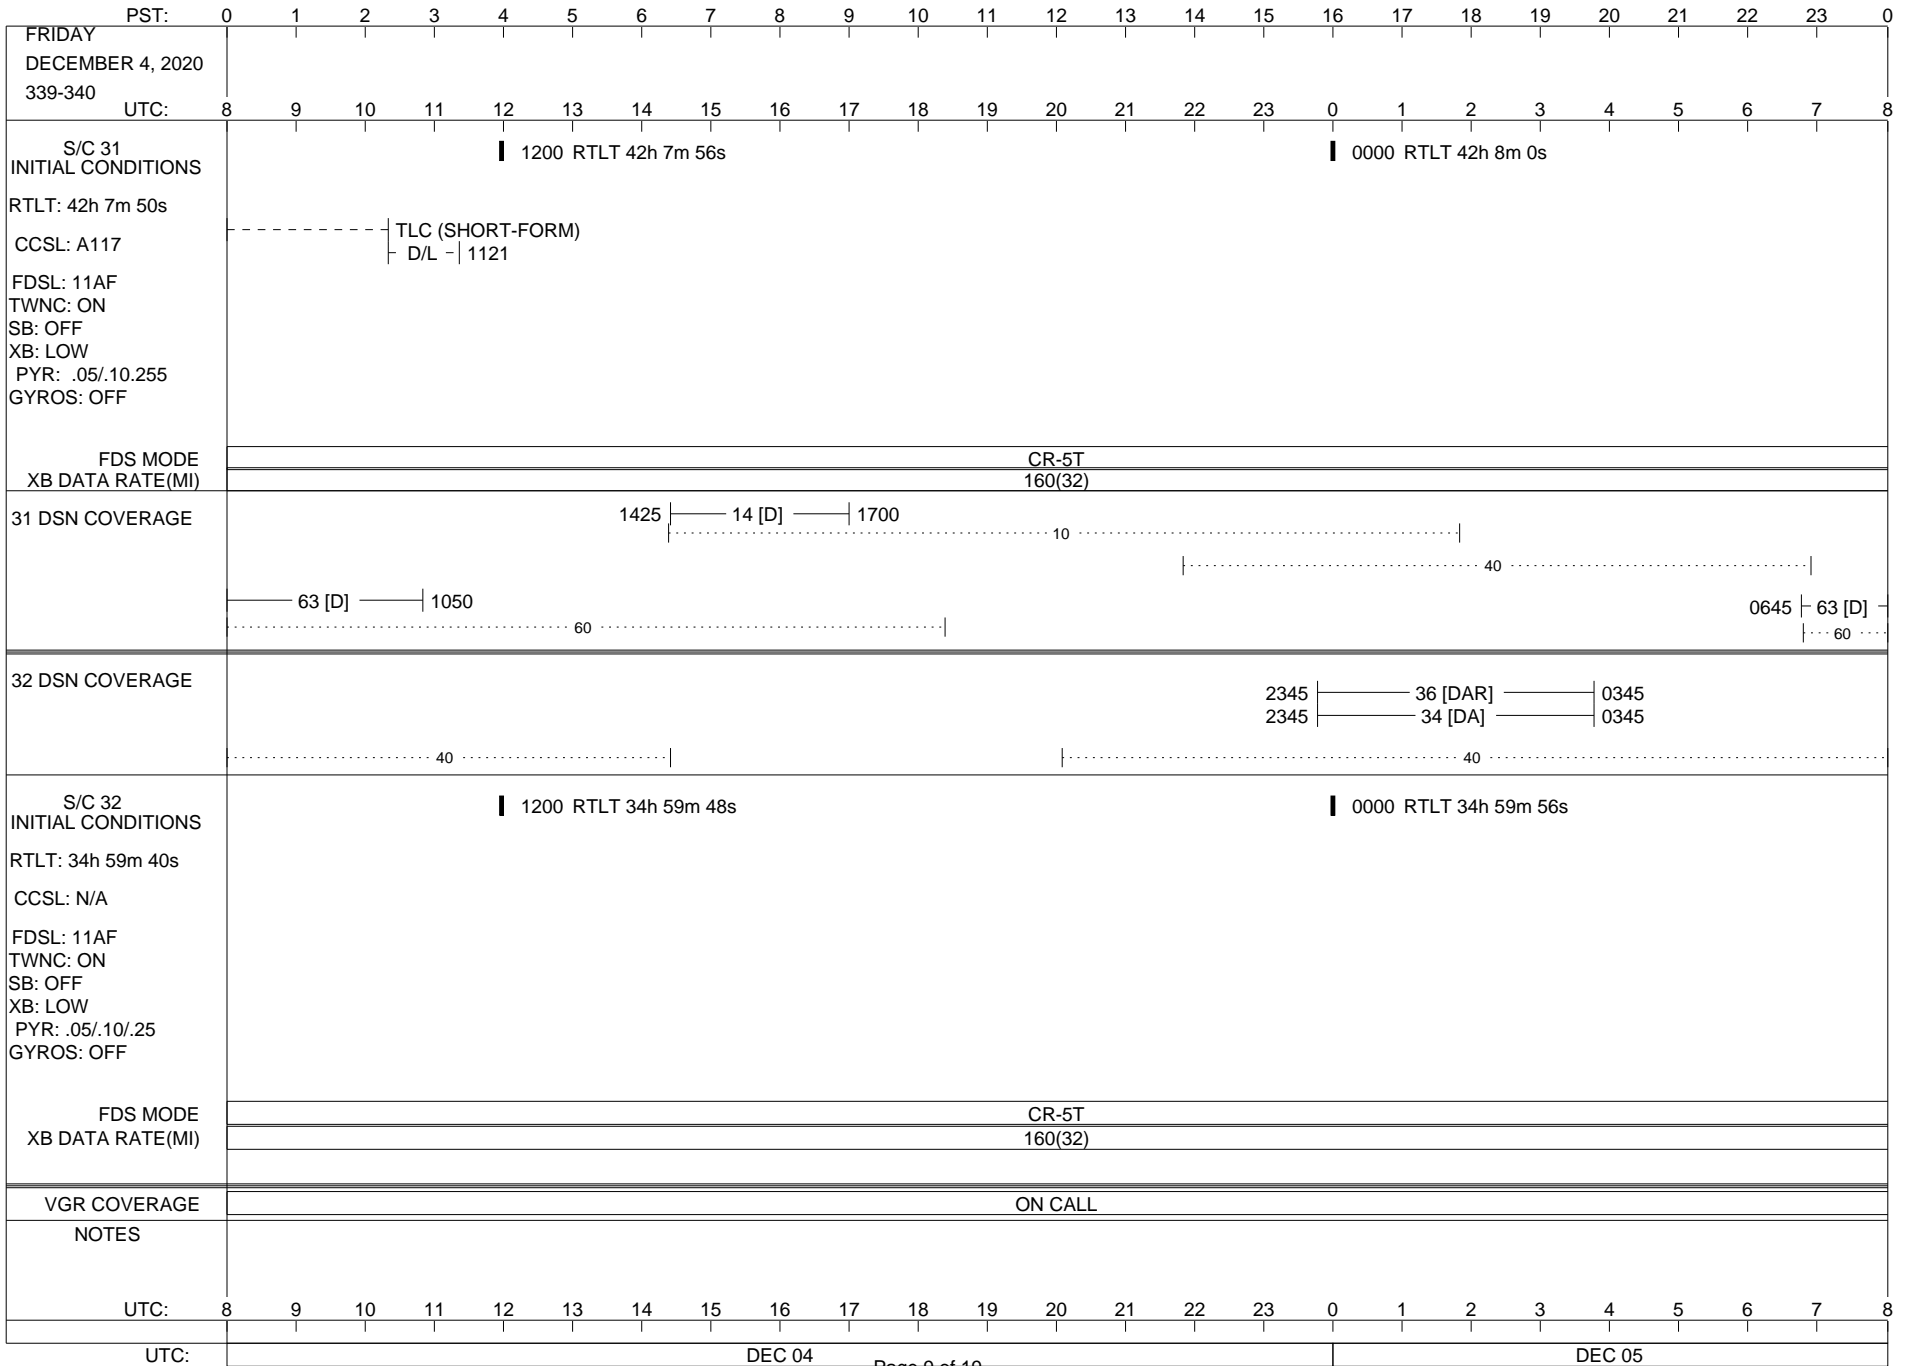 PST: 0 1 2 3 4 5 6 7 8 9 10 11 12 13 14 15 16 17 18 19 20 21 22 23 0
FRIDAY
DECEMBER 4, 2020
339-340
UTC: 8 9 10 11 12 13 14 15 16 17 18 19 20 21 22 23 0 1 2 3 4 5 6 7 8
S/C 31
INITIAL CONDITIONS
1200 RTLT 42h 7m 56s
0000 RTLT 42h 8m 0s
RTLT: 42h 7m 50s
TLC (SHORT-FORM)
CCSL: A117
D/L 1121
FDSL: 11AF
TWNC: ON
SB: OFF
XB: LOW
PYR: .05/.10.255
GYROS: OFF
FDS MODE CR-5T
XB DATA RATE(MI) 160(32)
31 DSN COVERAGE
1425 14 [D] 1700
10
40
63 [D] 1050
0645 63 [D]
60
60
32 DSN COVERAGE
2345 36 [DAR] 0345
2345 34 [DA] 0345
40
40
S/C 32
INITIAL CONDITIONS
1200 RTLT 34h 59m 48s
0000 RTLT 34h 59m 56s
RTLT: 34h 59m 40s
CCSL: N/A
FDSL: 11AF
TWNC: ON
SB: OFF
XB: LOW
PYR: .05/.10/.25
GYROS: OFF
FDS MODE CR-5T
XB DATA RATE(MI) 160(32)
VGR COVERAGE ON CALL
NOTES
UTC: 8 9 10 11 12 13 14 15 16 17 18 19 20 21 22 23 0 1 2 3 4 5 6 7 8
UTC: DEC 04 DEC 05